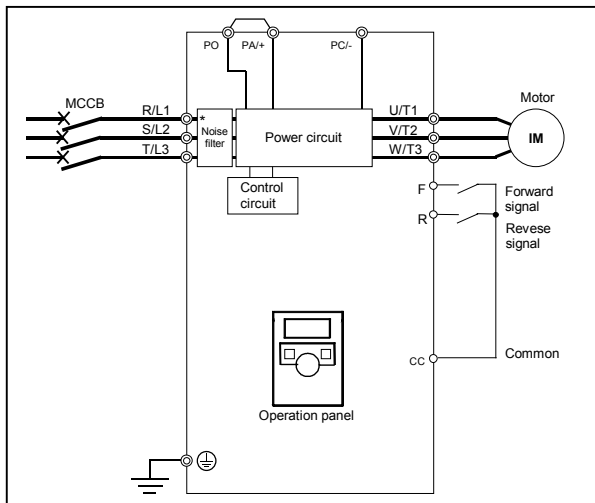 PO PA/+ PC/-
MCCB
R/L1
S/L2
T/L3
*
Noise
filter
Power circuit
Control
circuit
U/T1
V/T2
W/T3
Motor
IM
F
Forward
signal
R
Revese
signal
CC
Common
Operation panel